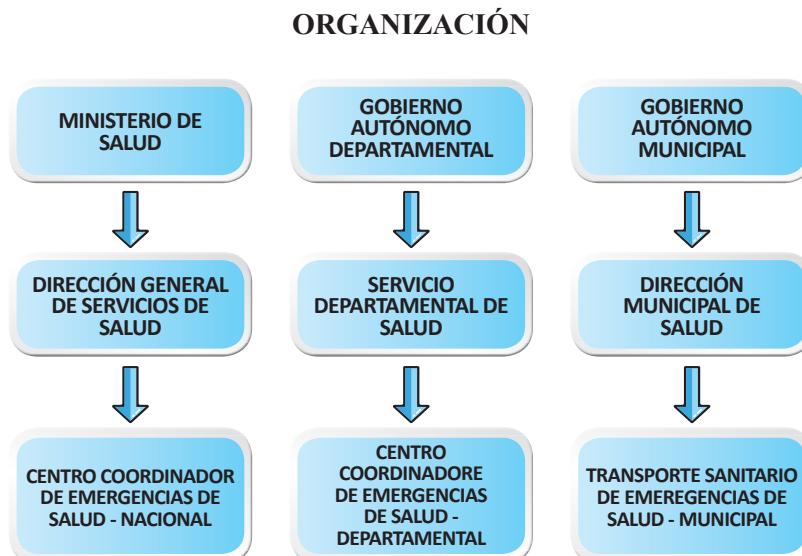 ORGANIZACIÓN
MINISTERIO DE
SALUD
GOBIERNO
AUTÓNOMO
DEPARTAMENTAL
GOBIERNO
AUTÓNOMO
MUNICIPAL
DIRECCIÓN GENERAL
DE SERVICIOS DE
SALUD
SERVICIO
DEPARTAMENTAL DE
SALUD
DIRECCIÓN
MUNICIPAL DE
SALUD
CENTRO COORDINADOR
DE EMERGENCIAS DE
SALUD - NACIONAL
CENTRO
COORDINADORE
DE EMERGENCIAS
DE SALUD -
DEPARTAMENTAL
TRANSPORTE SANITARIO
DE EMEREGENCIAS DE
SALUD - MUNICIPAL